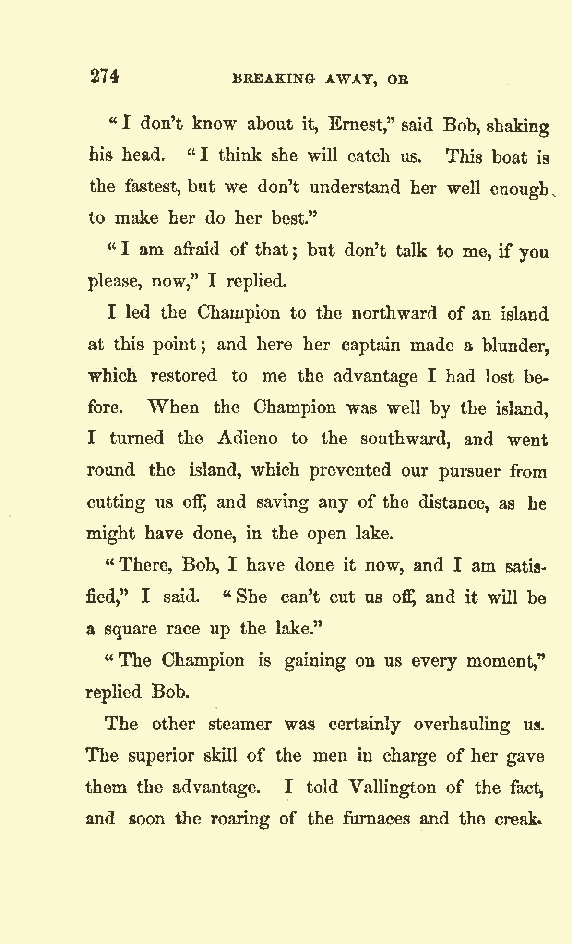 274 BREAKING AWAY, OR
"I don't know about it, Ernest," said Bob, shaking
his head. "I think she will catch us. This boat is
the fastest, but we don't understand her well enough
to make her do her best."
"I am afraid of that; but don't talk to me, if you
please, now," I replied.
I led the Champion to the northward of an island
at this point; and here her captain made a blunder,
which restored to me the advantage I had lost be-
fore. When the Champion was well by the island,
I turned the Adieno to the southward, and went
round the island, which prevented our pursuer from
cutting us off, and saving any of the distance, as he
might have done, in the open lake.
"There, Bob, I have done it now, and I am satis-
fied," I said. "She can't cut us off, and it will be
a square race up the lake."
"The Champion is gaining on us every moment,"
replied Bob.
The other steamer was certainly overhauling us.
The superior skill of the men in charge of her gave
them the advantage. I told Vallington of the fact,
and soon the roaring of the furnaces and the creak-